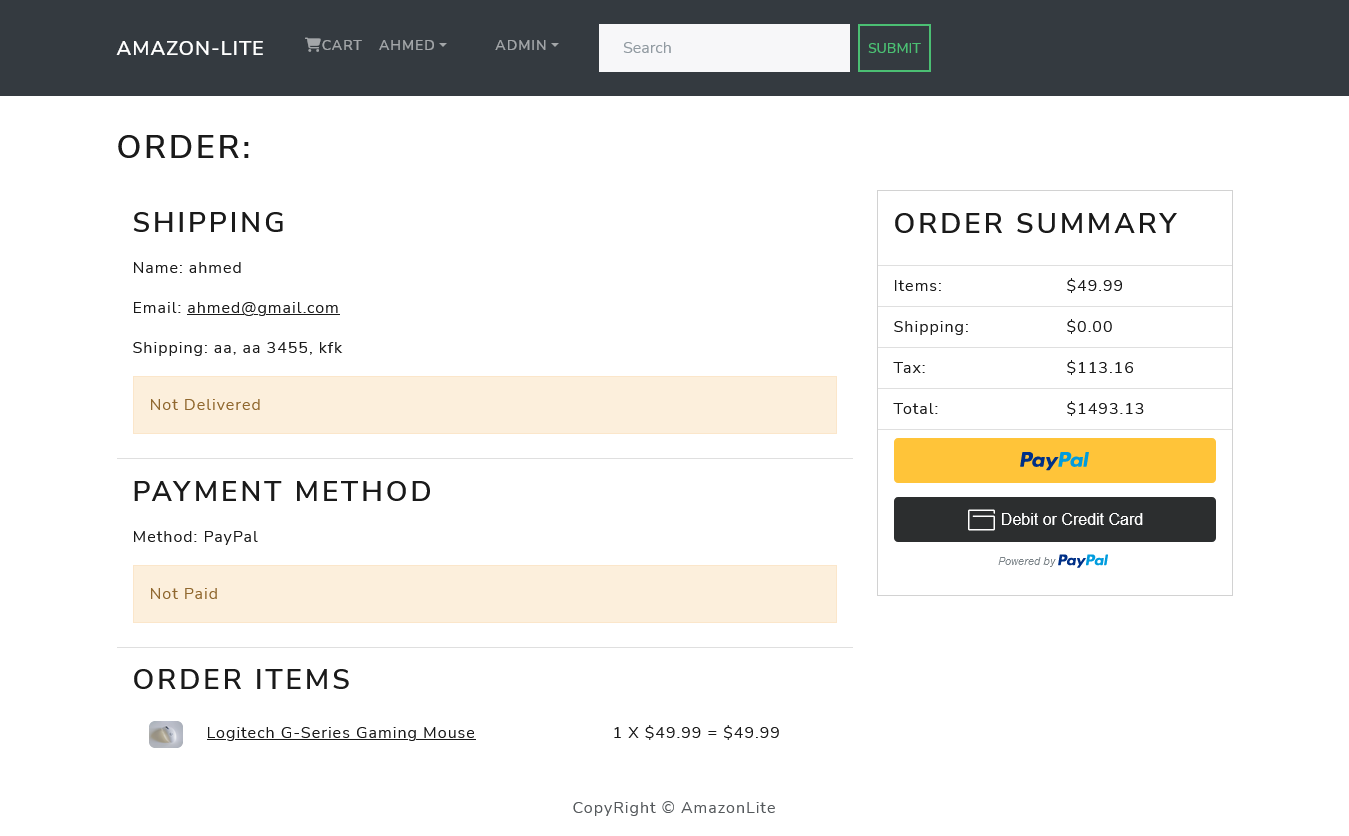 AMAZON-LITE
CART
AHMED
ADMIN
Search
SUBMIT
ORDER:
SHIPPING
Name: ahmed
Email: ahmed@gmail.com
Shipping: aa, aa 3455, kfk
Not Delivered
PAYMENT METHOD
Method: PayPal
Not Paid
ORDER ITEMS
Logitech G-Series Gaming Mouse
1 X $49.99 = $49.99
ORDER SUMMARY
Items: $49.99
Shipping: $0.00
Tax: $113.16
Total: $1493.13
PayPal
Debit or Credit Card
Powered by PayPal
CopyRight © AmazonLite